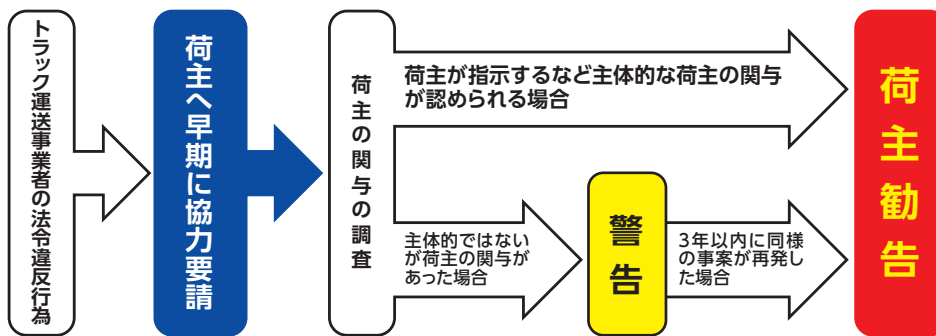 トラック運送事業者の法令違反行為
荷主へ早期に協力要請
荷主の関与の調査
荷主が指示するなど主体的な荷主の関与
が認められる場合
主体的ではない
が荷主の関与が
あった場合
警告
3年以内に同様
の事案が再発し
た場合
荷主勧告